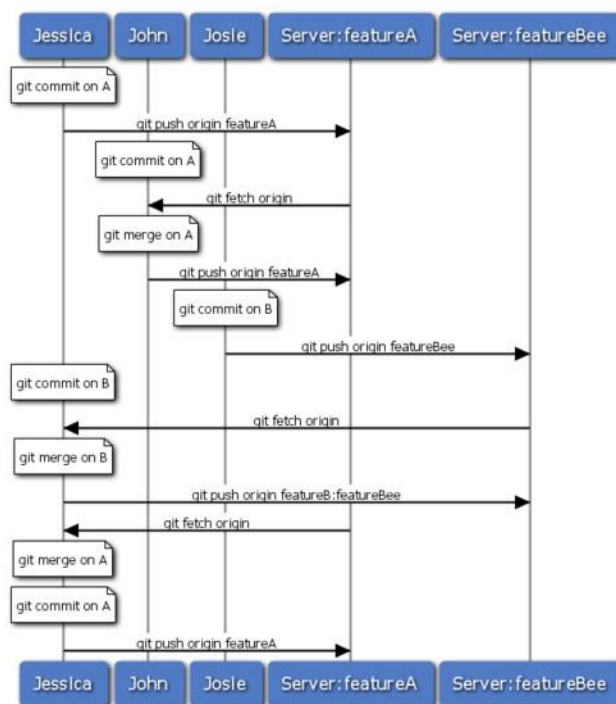 Jessica John Josie Server:featureA Server:featureBee
git commit on A
git push origin featureA
git commit on A
git fetch origin
git merge on A
git push origin featureA
git commit on B
git push origin featureBee
git commit on B
git fetch origin
git merge on B
git push origin featureB:featureBee
git fetch origin
git merge on A
git commit on A
git push origin featureA
Jessica John Josie Server:featureA Server:featureBee